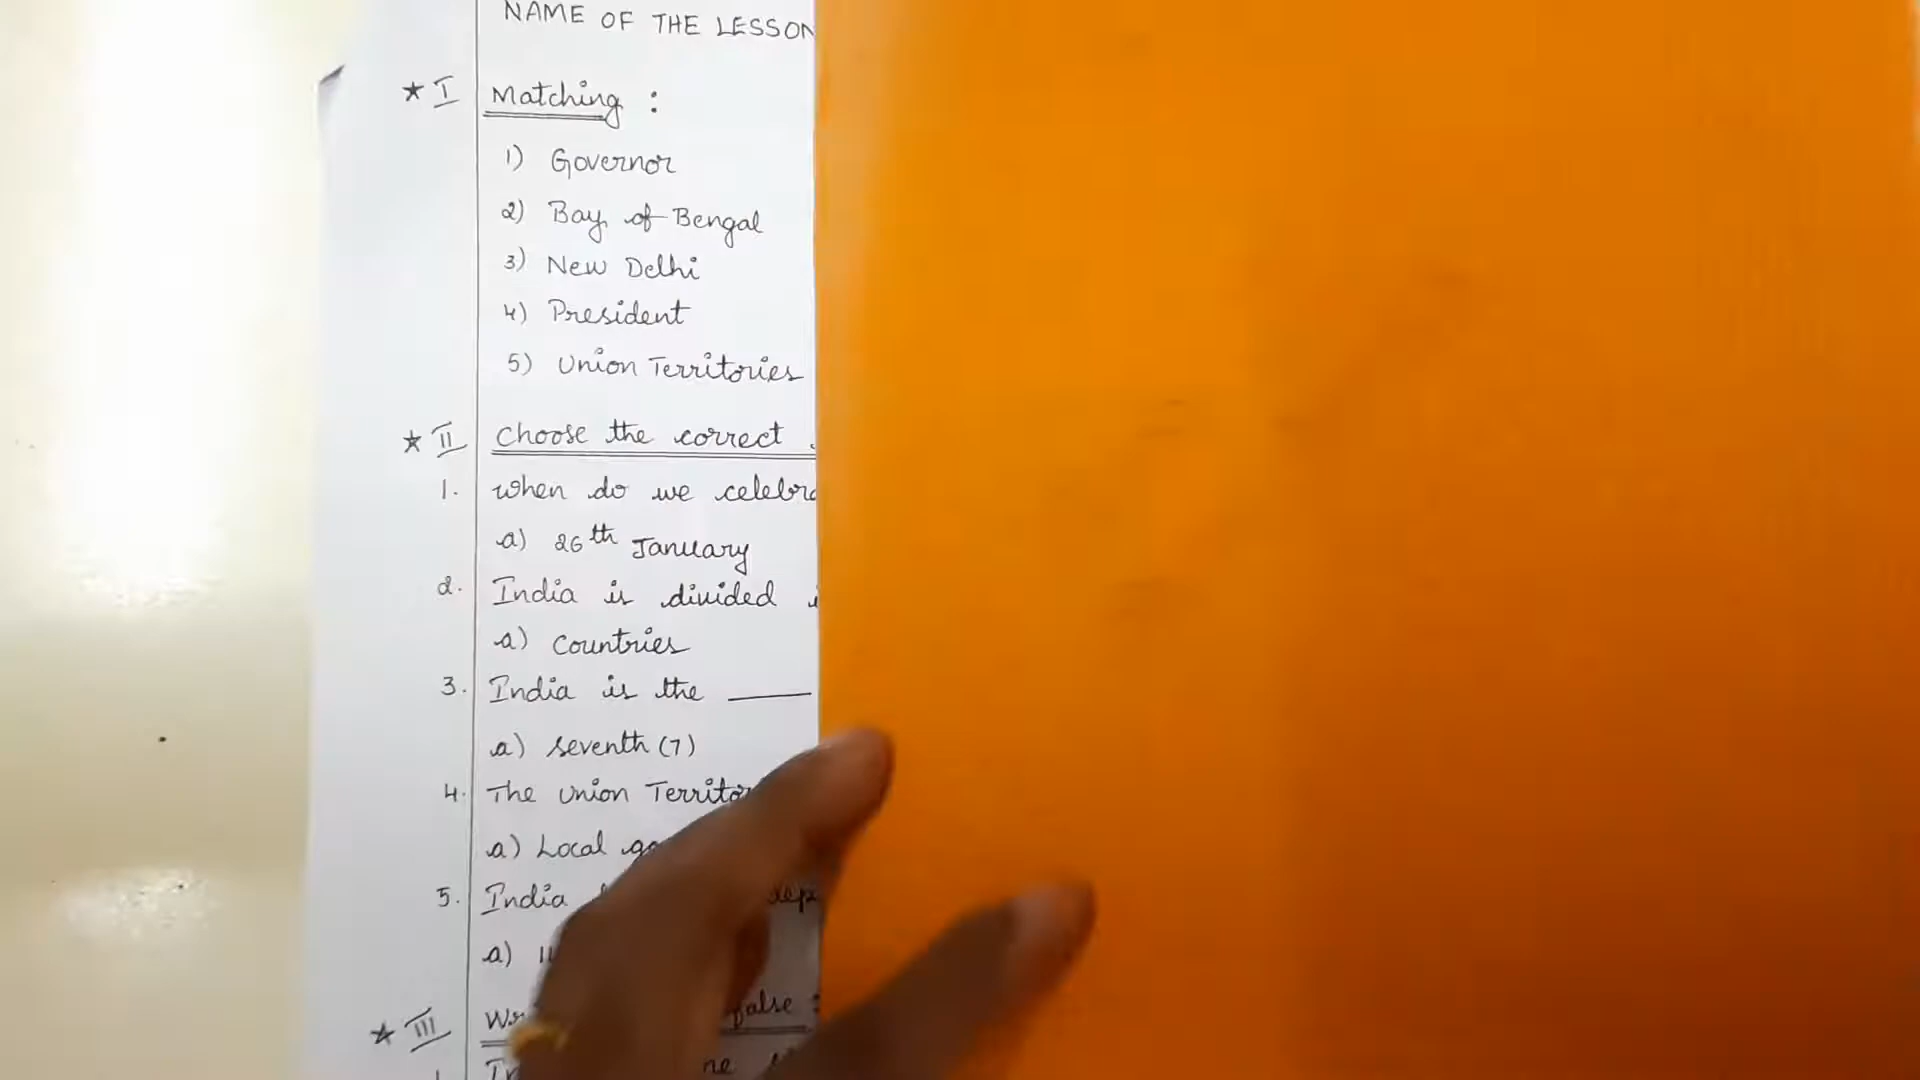 NAME OF THE LESSON
★ I Matching :
1) Governor
2) Bay of Bengal
3) New Delhi
4) President
5) Union Territories
★ II Choose the correct
1. When do we
a) 26th January
2. India is divided
a) Countries
3. India is the ____
a) Seventh (7)
4. The Union
a) Local
5. India
a)
★ III false :